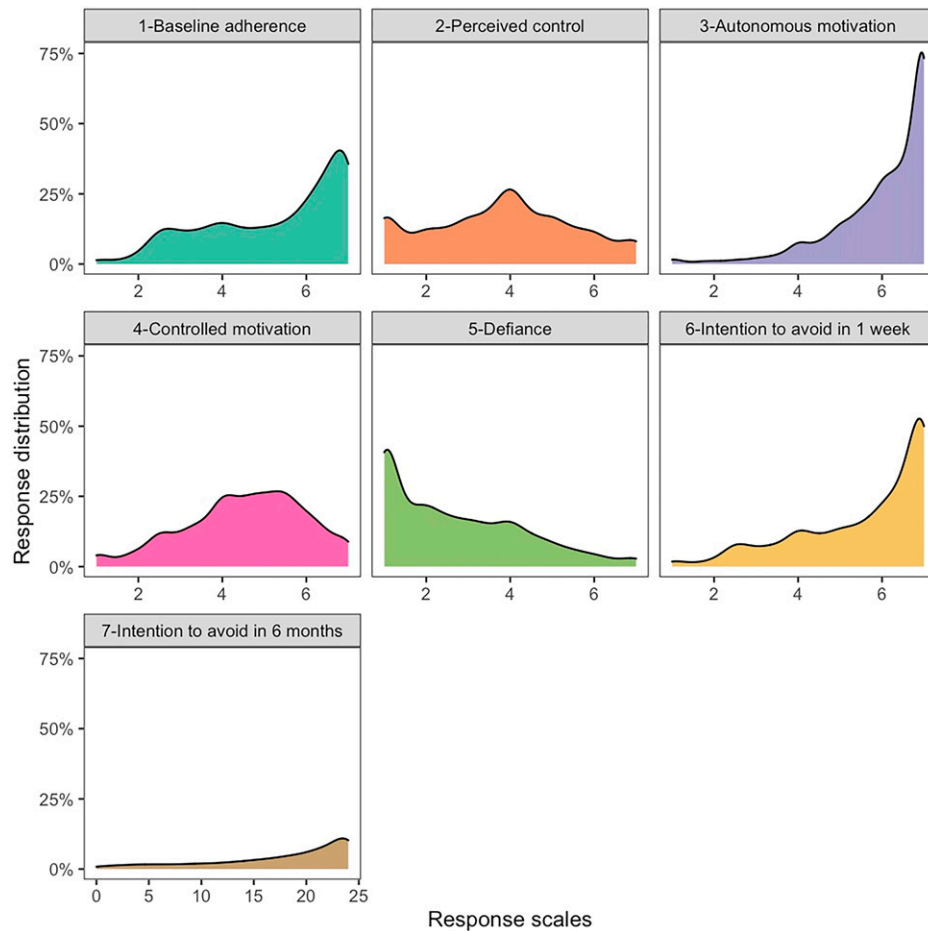 1-Baseline adherence
2-Perceived control
3-Autonomous motivation
75%
50%
25%
0%
2 4 6
2 4 6
2 4 6
4-Controlled motivation
5-Defiance
6-Intention to avoid in 1 week
75%
50%
25%
0%
2 4 6
2 4 6
2 4 6
7-Intention to avoid in 6 months
75%
50%
25%
0%
0 5 10 15 20 25
Response distribution
Response scales